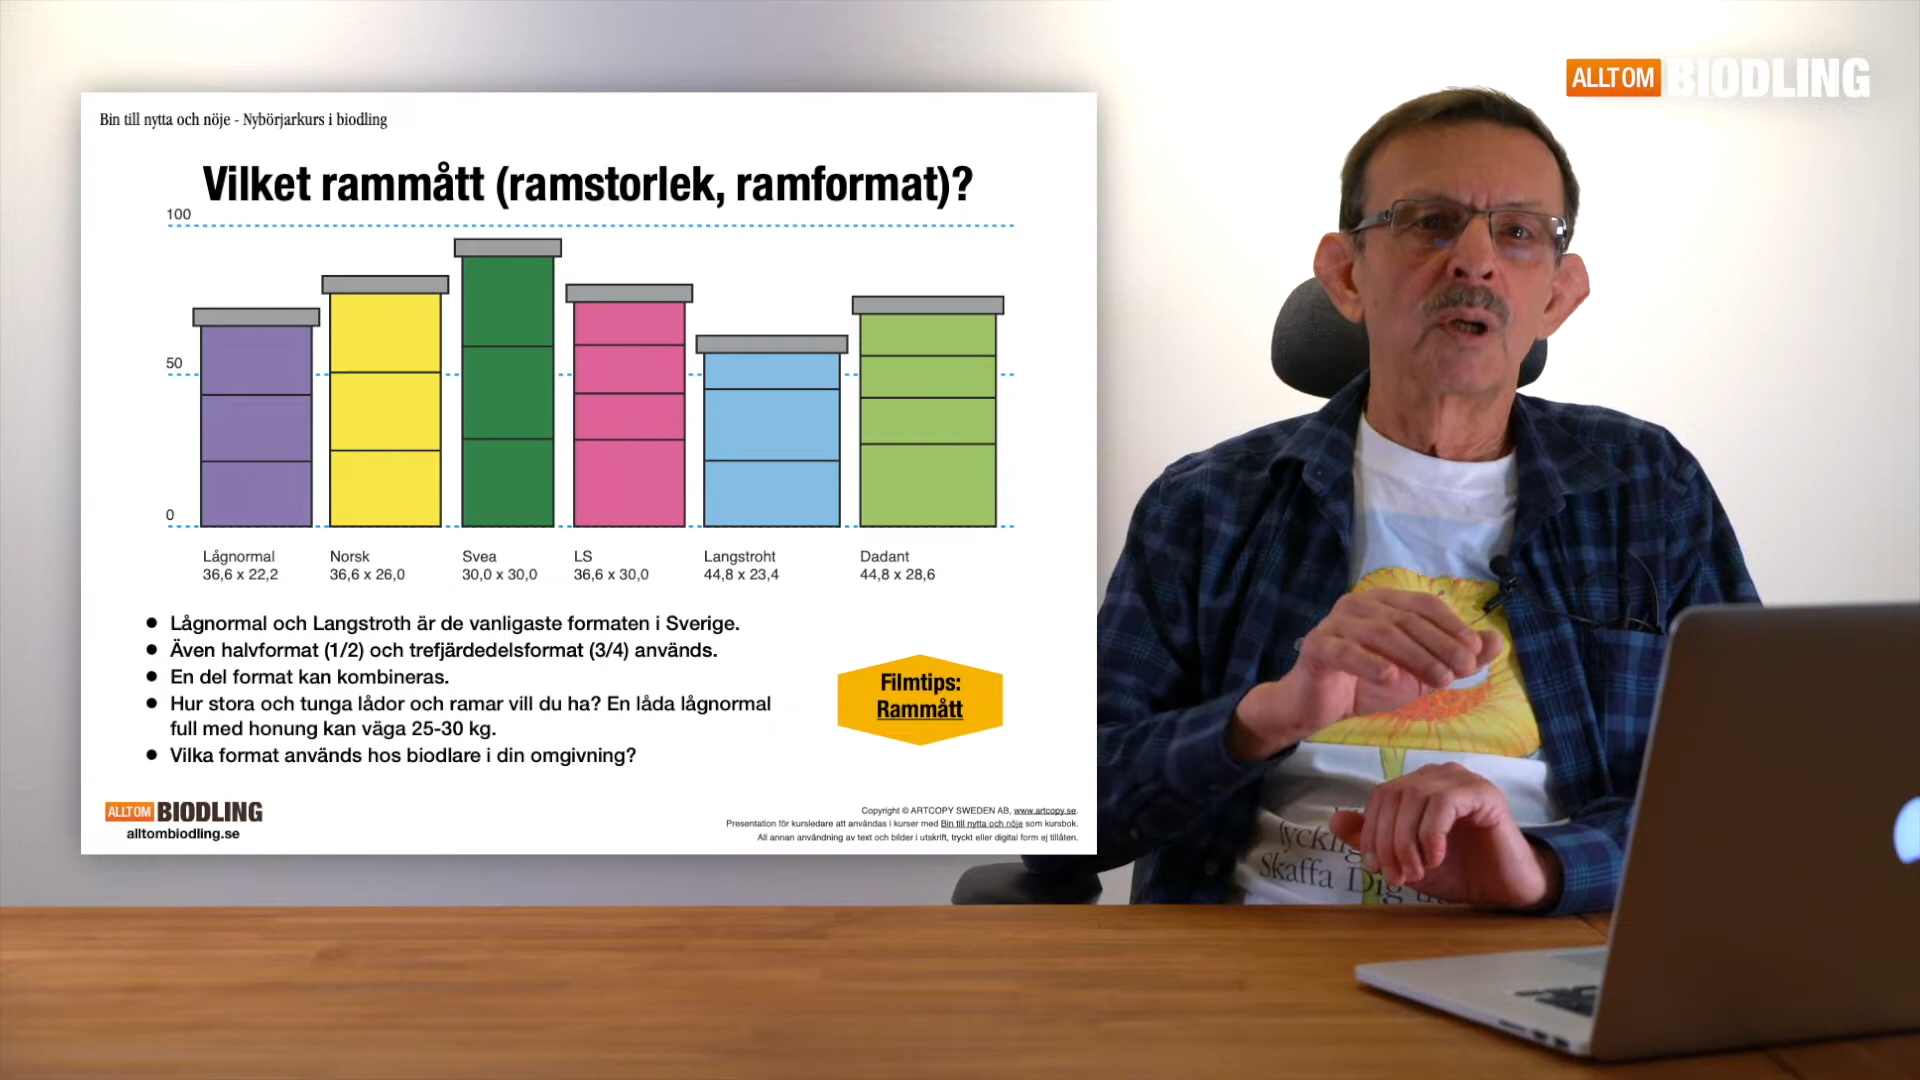 ALLTOM BIODLING
Bin till nytta och nöje - Nybörjarkurs i biodling
Vilket rammått (ramstorlek, ramformat)?
100
50
0
Lågnormal
36,6 x 22,2
Norsk
36,6 x 26,0
Svea
30,0 x 30,0
LS
36,6 x 30,0
Langstroht
44,8 x 23,4
Dadant
44,8 x 28,6
● Lågnormal och Langstroth är de vanligaste formaten i Sverige.
● Även halvformat (1/2) och trefjärdedelsformat (3/4) används.
● En del format kan kombineras.
● Hur stora och tunga lådor och ramar vill du ha? En låda lågnormal
full med honung kan väga 25-30 kg.
● Vilka format används hos biodlare i din omgivning?
Filmtips:
Rammått
ALLTOM BIODLING
alltombiodling.se
Copyright © ARTCOPY SWEDEN AB, www.artcopy.se.
Presentation för kursledare att användas i kurser med Bin till nytta och nöje som kursbok.
All annan användning av text och bilder i utskrift, tryckt eller digital form ej tillåten.
Skaffa Dig